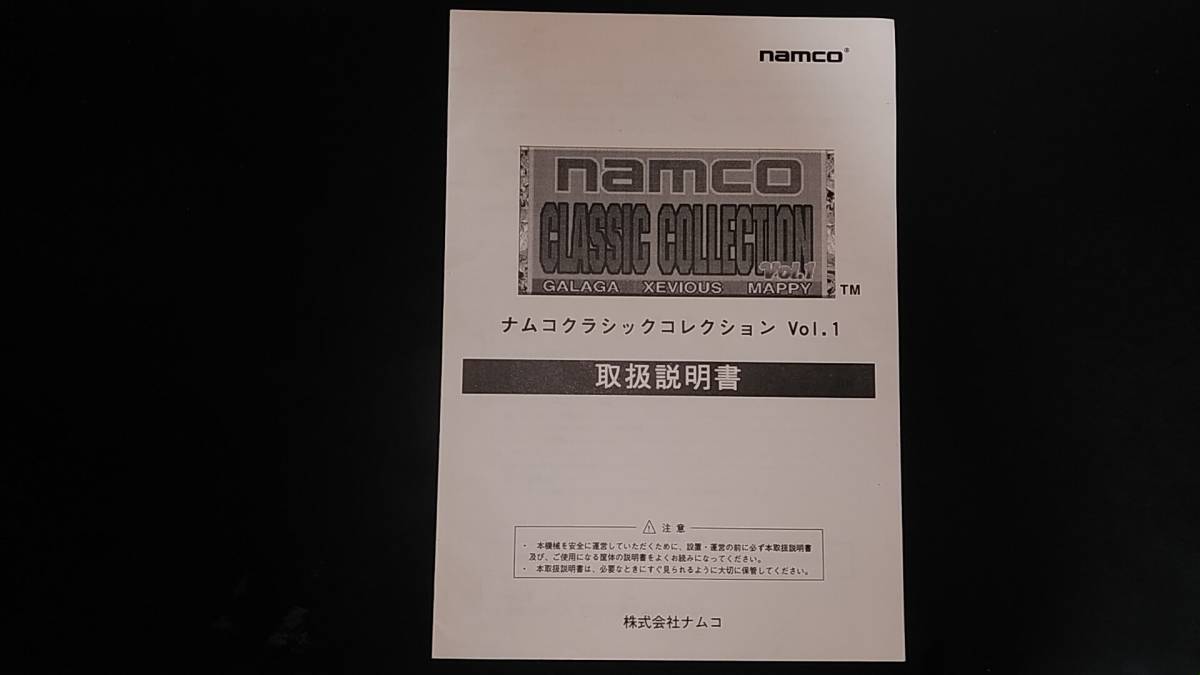 namco®
namco
CLASSIC COLLECTION
Vol.1
GALAGA XEVIOUS MAPPY
TM
ナムコクラシックコレクション Vol.1
取扱説明書
⚠ 注意
・ 本機械を安全に運営していただくために、設置・運営の前に必ず本取扱説明書
及び、ご使用になる筐体の説明書をよくお読みになってください。
・ 本取扱説明書は、必要なときにすぐ見られるように大切に保管してください。
株式会社ナムコ